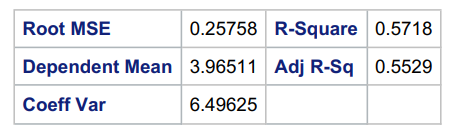 Root MSE 0.25758 R-Square 0.5718
Dependent Mean 3.96511 Adj R-Sq 0.5529
Coeff Var 6.49625